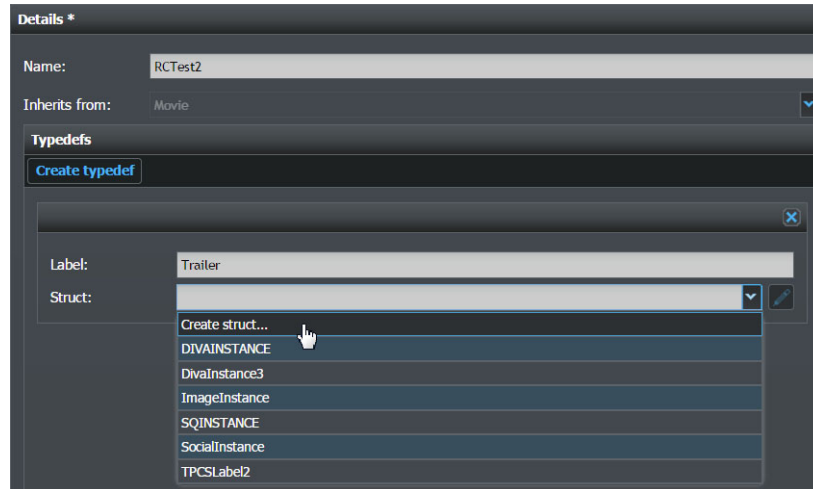 Details *
Name: RCTest2
Inherits from: Movie
Typedefs
Create typedef
Label: Trailer
Struct:
Create struct...
DIVAINSTANCE
DivaInstance3
ImageInstance
SQINSTANCE
SocialInstance
TPCSLabel2